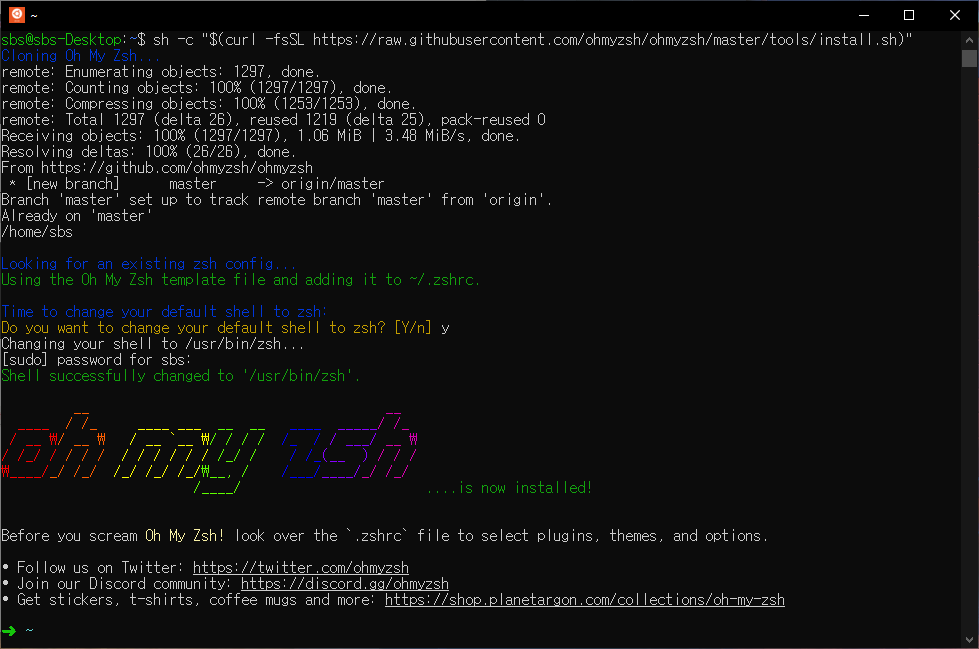 ~
sbs@sbs-Desktop:~$ sh -c "$(curl -fsSL https://raw.githubusercontent.com/ohmyzsh/ohmyzsh/master/tools/install.sh)"
Cloning Oh My Zsh...
remote: Enumerating objects: 1297, done.
remote: Counting objects: 100% (1297/1297), done.
remote: Compressing objects: 100% (1253/1253), done.
remote: Total 1297 (delta 26), reused 1219 (delta 25), pack-reused 0
Receiving objects: 100% (1297/1297), 1.06 MiB | 3.48 MiB/s, done.
Resolving deltas: 100% (26/26), done.
From https://github.com/ohmyzsh/ohmyzsh
 * [new branch]      master     -> origin/master
Branch 'master' set up to track remote branch 'master' from 'origin'.
Already on 'master'
/home/sbs
Looking for an existing zsh config...
Using the Oh My Zsh template file and adding it to ~/.zshrc.
Time to change your default shell to zsh:
Do you want to change your default shell to zsh? [Y/n] y
Changing your shell to /usr/bin/zsh...
[sudo] password for sbs:
Shell successfully changed to '/usr/bin/zsh'.
oh my zsh
....is now installed!
Before you scream Oh My Zsh! look over the `.zshrc` file to select plugins, themes, and options.
• Follow us on Twitter: https://twitter.com/ohmyzsh
• Join our Discord community: https://discord.gg/ohmyzsh
• Get stickers, t-shirts, coffee mugs and more: https://shop.planetargon.com/collections/oh-my-zsh
➜ ~